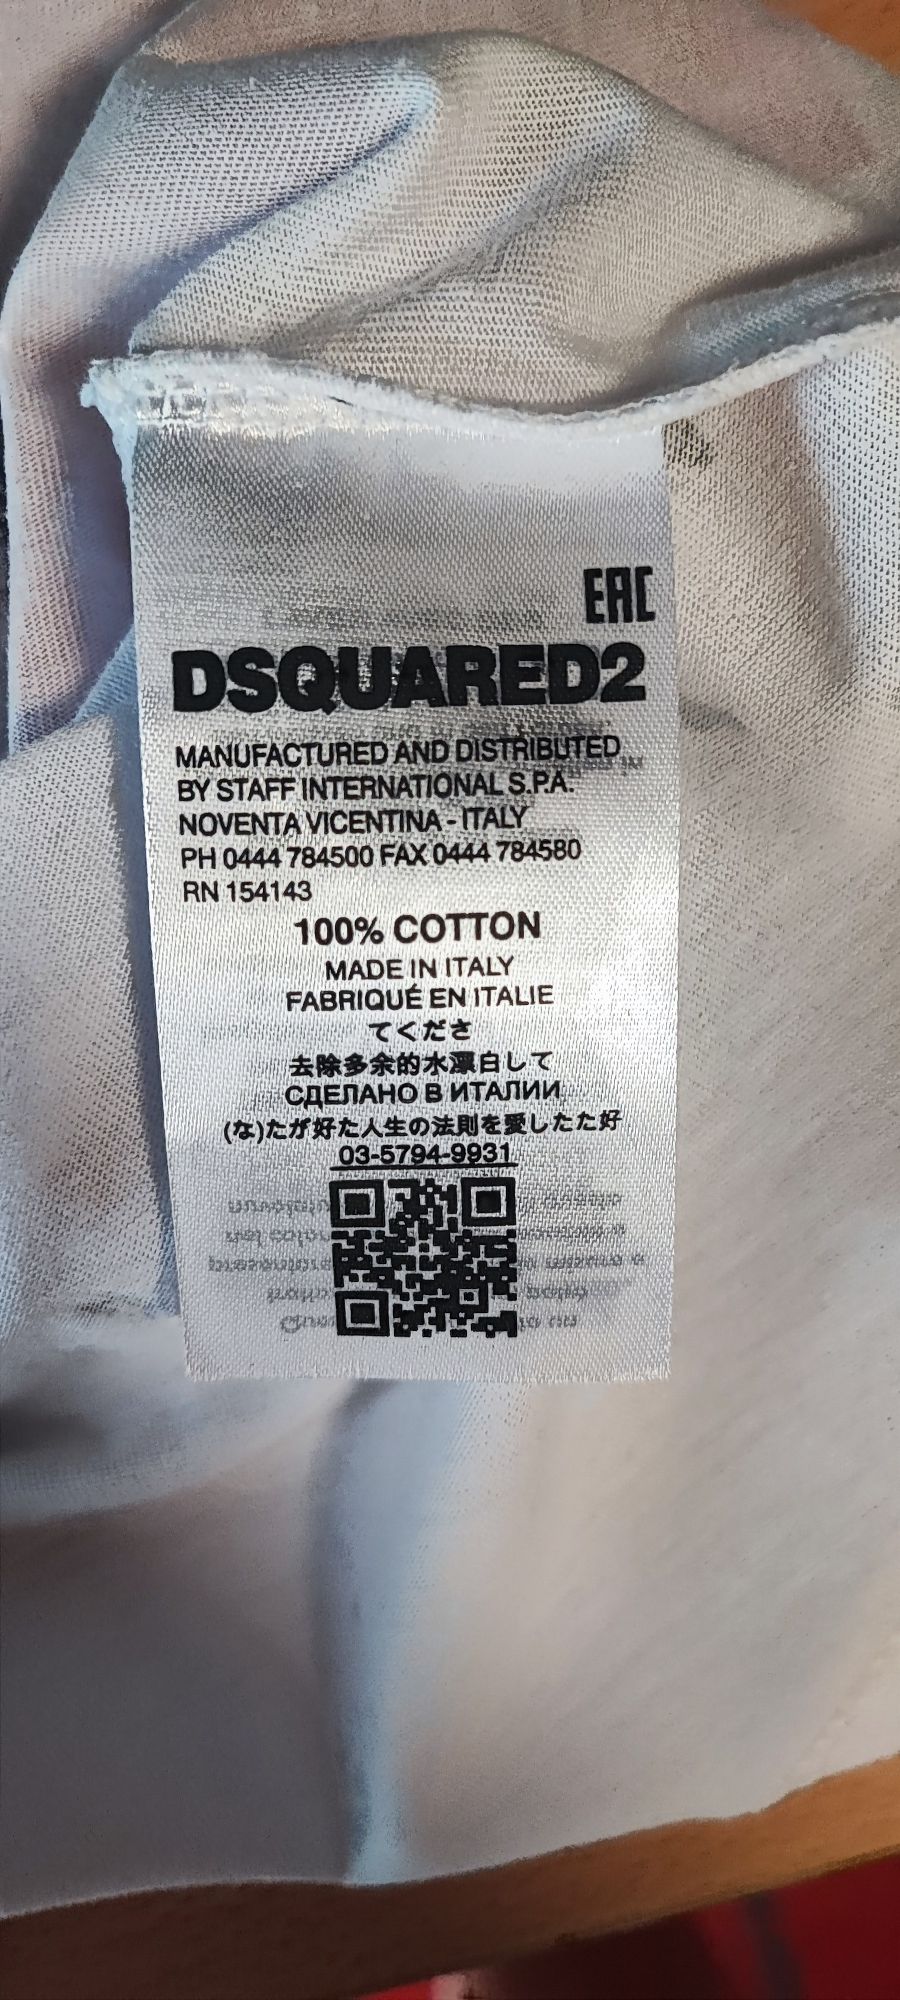 EAC
DSQUARED2
MANUFACTURED AND DISTRIBUTED
BY STAFF INTERNATIONAL S.P.A.
NOVENTA VICENTINA - ITALY
PH 0444 784500 FAX 0444 784580
RN 154143
100% COTTON
MADE IN ITALY
FABRIQUÉ EN ITALIE
てくださ
去除多余的水漂白して
СДЕЛАНО В ИТАЛИИ
(な)たが好た人生の法則を愛したた好
03-5794-9931